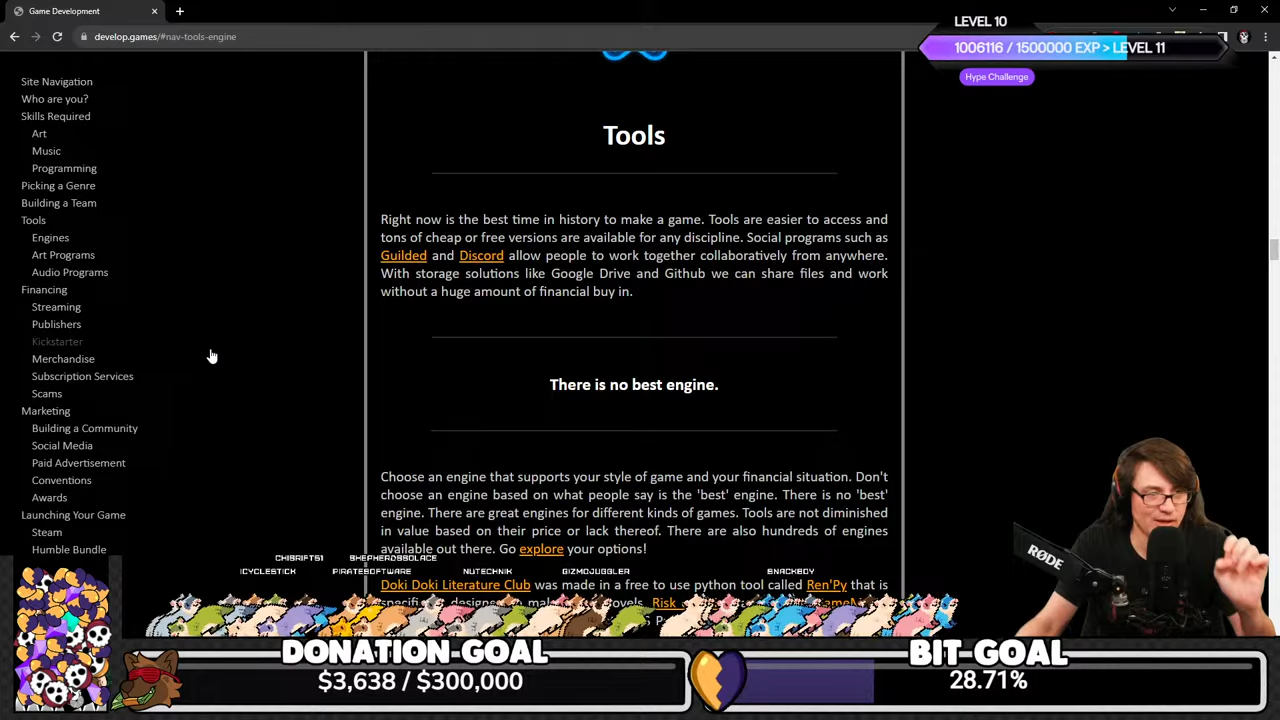 Game Development
LEVEL 10
develop.games/#nav-tools-engine
1006116 / 1500000 EXP > LEVEL 11
Hype Challenge
Site Navigation
Who are you?
Skills Required
Art
Music
Programming
Picking a Genre
Building a Team
Tools
Engines
Art Programs
Audio Programs
Financing
Streaming
Publishers
Kickstarter
Merchandise
Subscription Services
Scams
Marketing
Building a Community
Social Media
Paid Advertisement
Conventions
Awards
Launching Your Game
Steam
Humble Bundle
Tools
Right now is the best time in history to make a game. Tools are easier to access and
tons of cheap or free versions are available for any discipline. Social programs such as
Guilded and Discord allow people to work together collaboratively from anywhere.
With storage solutions like Google Drive and Github we can share files and work
without a huge amount of financial buy in.
There is no best engine.
Choose an engine that supports your style of game and your financial situation. Don't
choose an engine based on what people say is the 'best' engine. There is no 'best'
engine. There are great engines for different kinds of games. Tools are not diminished
in value based on their price or lack thereof. There are also hundreds of engines
available out there. Go explore your options!
Doki Doki Literature Club was made in a free to use python tool called Ren'Py that is
Risk
RØDE
CHIBRIFTS1 SHEPHERDSSOLACE
ICYCLESTICK PIRATESOFTWARE NUTECHNIK GIZMOJUGGLER SNACKBOY
DONATION-GOAL
$3,638 / $300,000
BIT-GOAL
28.71%